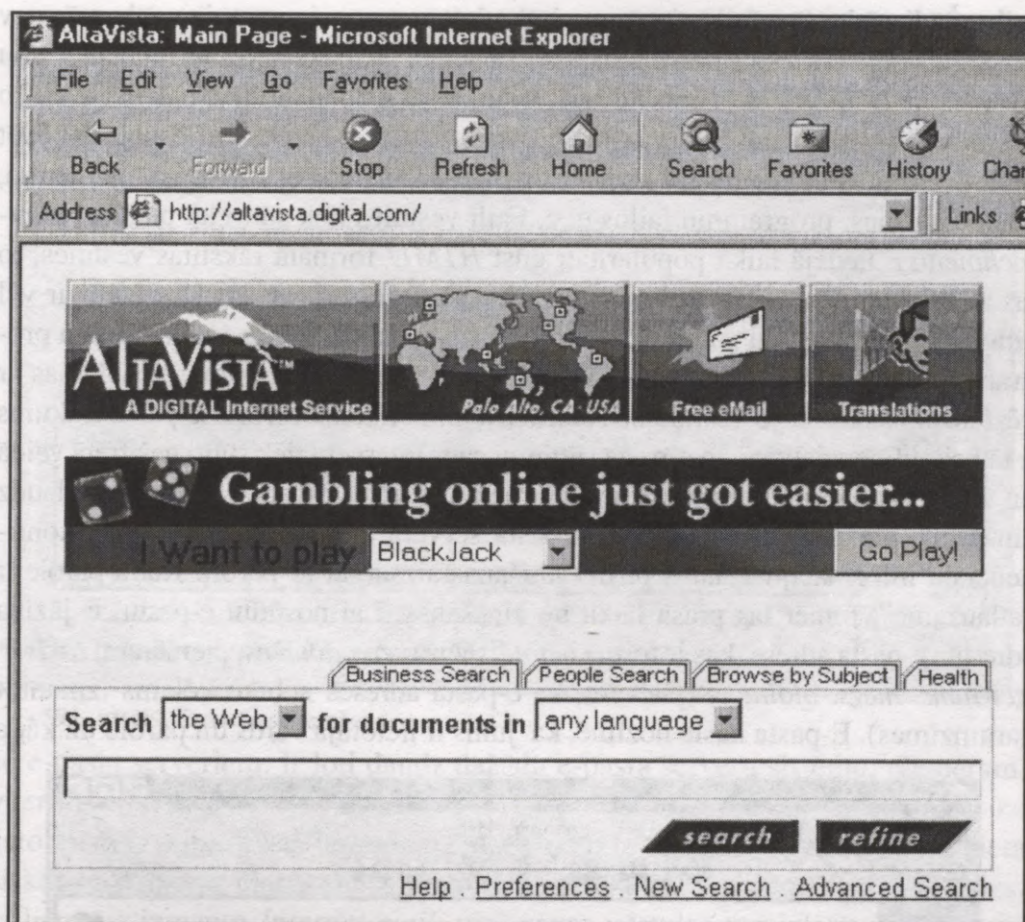 AltaVista: Main Page - Microsoft Internet Explorer
File Edit View Go Favorites Help
Back Forward Stop Refresh Home Search Favorites History
Address http://altavista.digital.com/ Links
ALTAVISTA™
A DIGITAL Internet Service
Palo Alto, CA - USA
Free eMail
Translations
Gambling online just got easier...
I Want to play BlackJack Go Play!
Business Search People Search Browse by Subject Health
Search the Web for documents in any language
search refine
Help . Preferences . New Search . Advanced Search